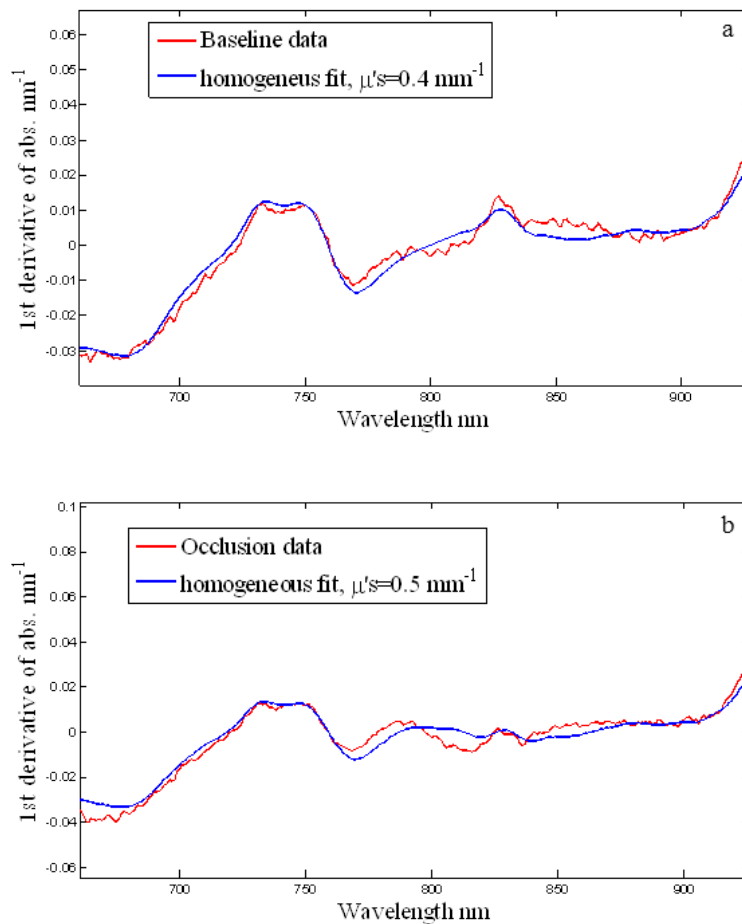 a
Baseline data
homogeneus fit, μ's=0.4 mm-1
0.06
0.05
0.04
0.03
0.02
0.01
0
-0.01
-0.02
-0.03
1st derivative of abs. nm-1
700 750 800 850 900
Wavelength nm
b
Occlusion data
homogeneous fit, μ's=0.5 mm-1
0.1
0.08
0.06
0.04
0.02
0
-0.02
-0.04
-0.06
1st derivative of abs. nm-1
700 750 800 850 900
Wavelength nm